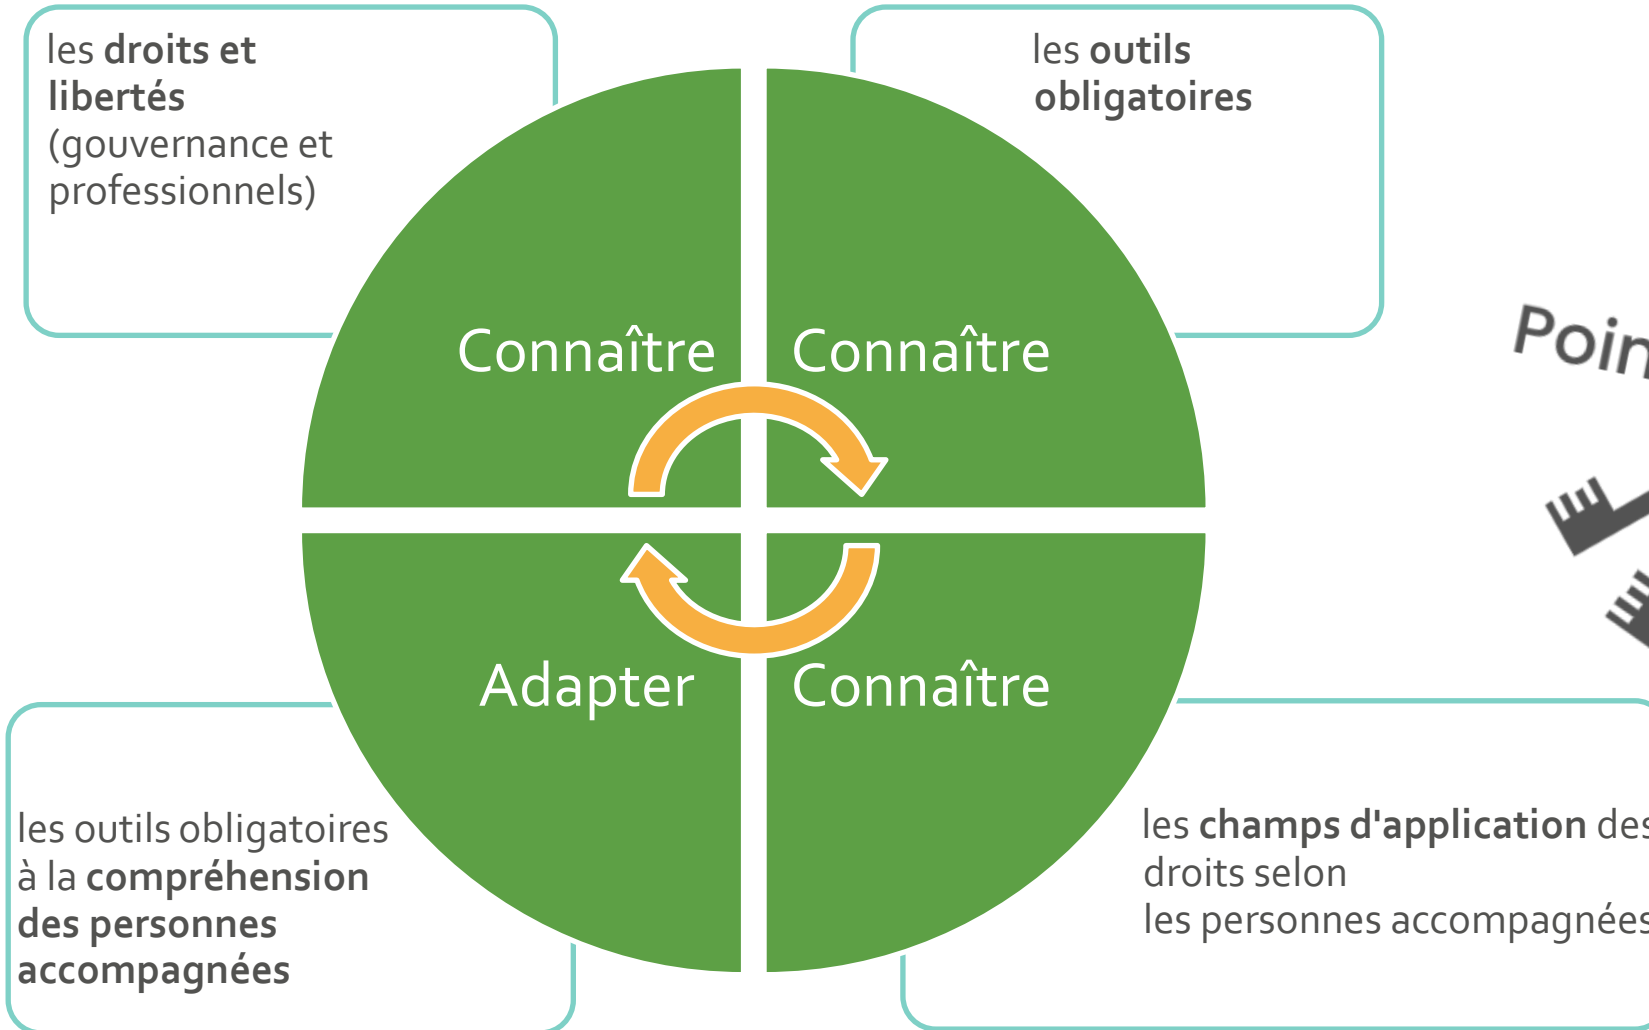 les droits et
libertés
(gouvernance et
professionnels)
les outils
obligatoires
Connaître
Connaître
Adapter
Connaître
les outils obligatoires
à la compréhension
des personnes
accompagnées
les champs d'application des
droits selon
les personnes accompagnées